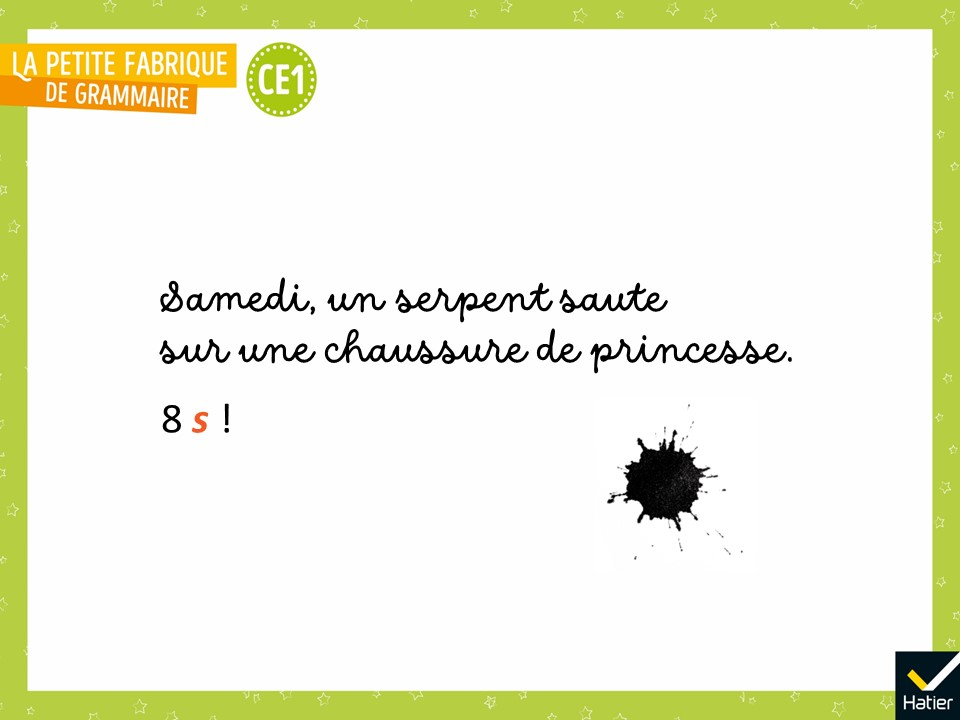 LA PETITE FABRIQUE
DE GRAMMAIRE
CE1
Samedi, un serpent saute
sur une chaussure de princesse.
8 s !
Hatier